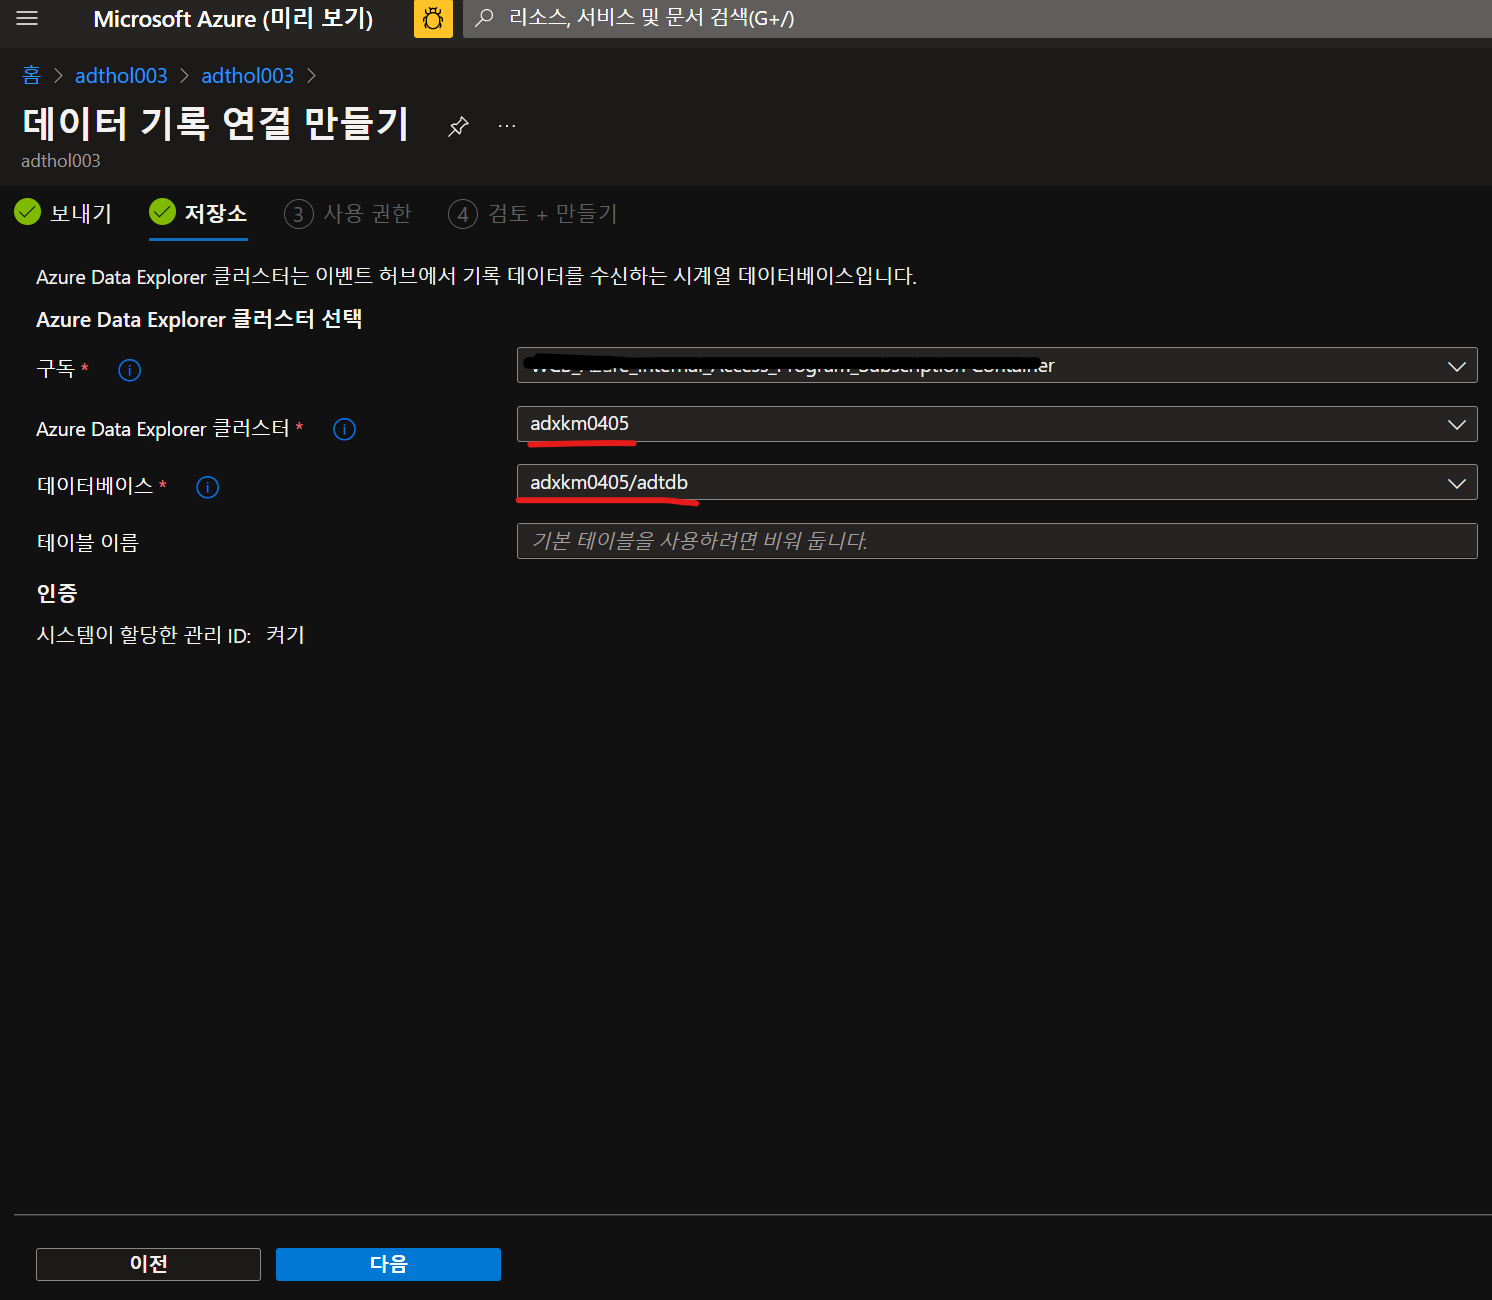 Microsoft Azure (미리 보기)
리소스, 서비스 및 문서 검색(G+/)
홈 > adthol003 > adthol003 >
데이터 기록 연결 만들기 ...
adthol003
보내기 저장소 3 사용 권한 4 검토 + 만들기
Azure Data Explorer 클러스터는 이벤트 허브에서 기록 데이터를 수신하는 시계열 데이터베이스입니다.
Azure Data Explorer 클러스터 선택
구독 *
Azure Data Explorer 클러스터 * adxkm0405
데이터베이스 * adxkm0405/adtdb
테이블 이름 기본 테이블을 사용하려면 비워 둡니다.
인증
시스템이 할당한 관리 ID: 켜기
이전 다음